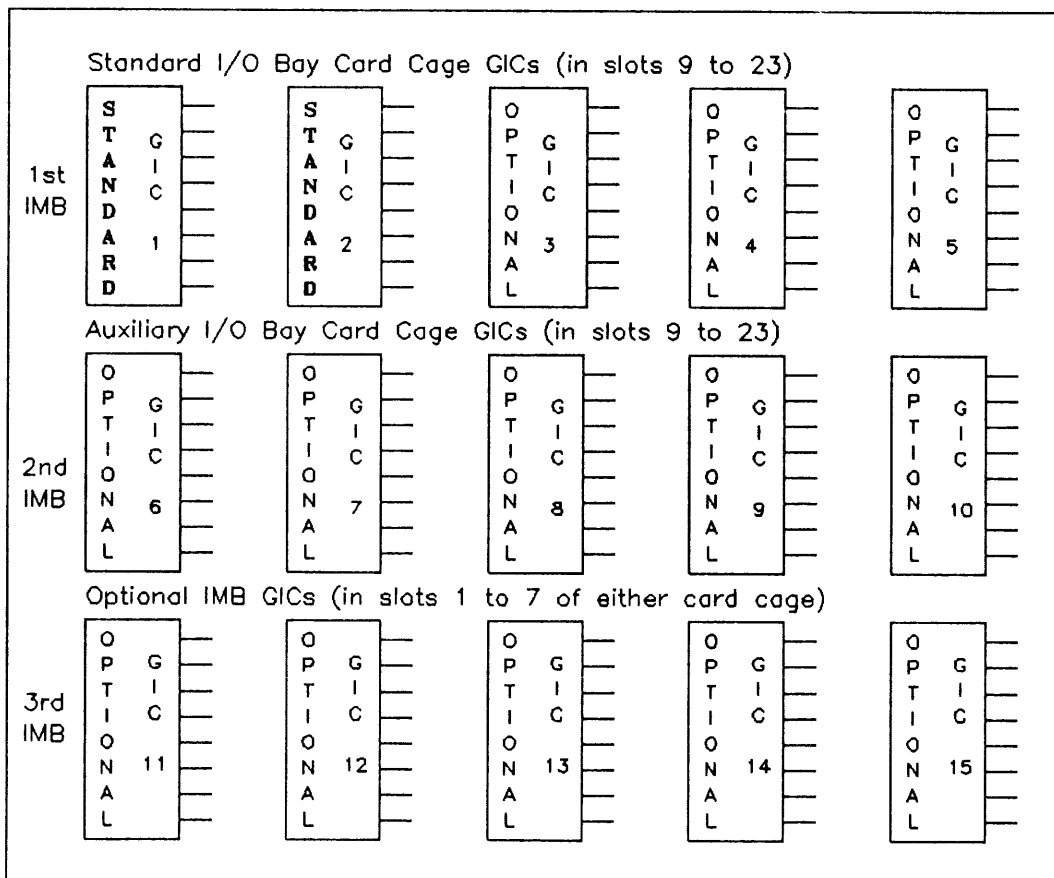 Standard I/O Bay Card Cage GICs (in slots 9 to 23)
1st IMB
STANDARD GIC 1
STANDARD GIC 2
OPTIONAL GIC 3
OPTIONAL GIC 4
OPTIONAL GIC 5
Auxiliary I/O Bay Card Cage GICs (in slots 9 to 23)
2nd IMB
OPTIONAL GIC 6
OPTIONAL GIC 7
OPTIONAL GIC 8
OPTIONAL GIC 9
OPTIONAL GIC 10
Optional IMB GICs (in slots 1 to 7 of either card cage)
3rd IMB
OPTIONAL GIC 11
OPTIONAL GIC 12
OPTIONAL GIC 13
OPTIONAL GIC 14
OPTIONAL GIC 15